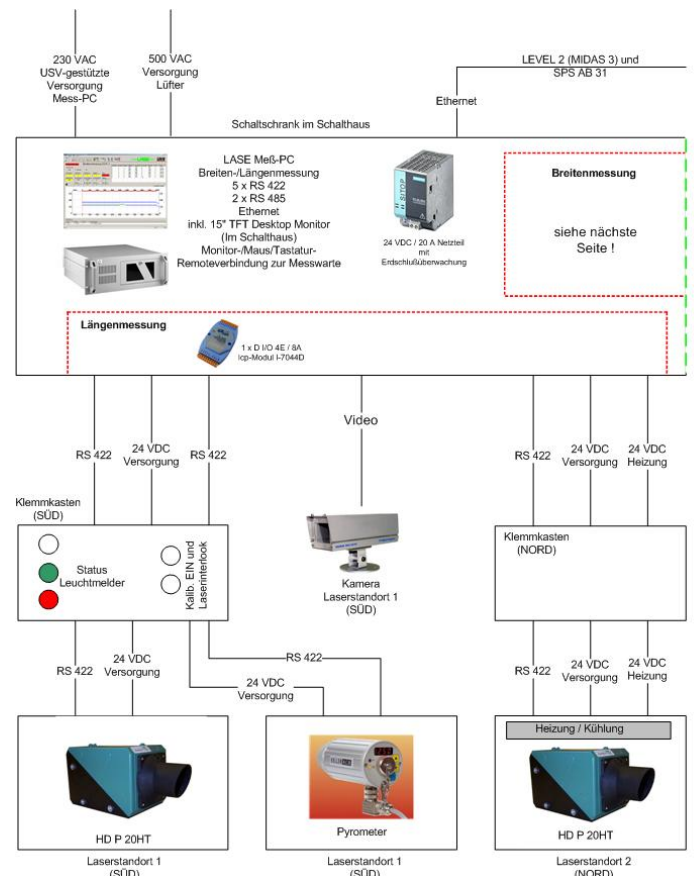 230 VAC
USV-gestützte
Versorgung
Mess-PC
500 VAC
Versorgung
Lüfter
LEVEL 2 (MIDAS 3) und
SPS AB 31
Ethernet
Schaltschrank im Schalthaus
LASE Meß-PC
Breiten-/Längenmessung
5 x RS 422
2 x RS 485
Ethernet
inkl. 15" TFT Desktop Monitor
(Im Schalthaus)
Monitor-/Maus/Tastatur-
Remoteverbindung zur Messwarte
SITOP
24 VDC / 20 A Netzteil
mit
Erdschlußüberwachung
Breitenmessung
siehe nächste
Seite !
Längenmessung
1 x D I/O 4E / 8A
Icp-Modul I-7044D
RS 422
24 VDC
Versorgung
RS 422
Video
RS 422
24 VDC
Versorgung
24 VDC
Heizung
Klemmkasten
(SÜD)
Status
Leuchtmelder
Kalib. EIN und
Laserinterlook
Kamera
Laserstandort 1
(SÜD)
Klemmkasten
(NORD)
RS 422
24 VDC
Versorgung
RS 422
24 VDC
Versorgung
RS 422
24 VDC
Versorgung
24 VDC
Heizung
Heizung / Kühlung
HD P 20HT
Pyrometer
HD P 20HT
Laserstandort 1
(SÜD)
Laserstandort 1
(SÜD)
Laserstandort 2
(NORD)